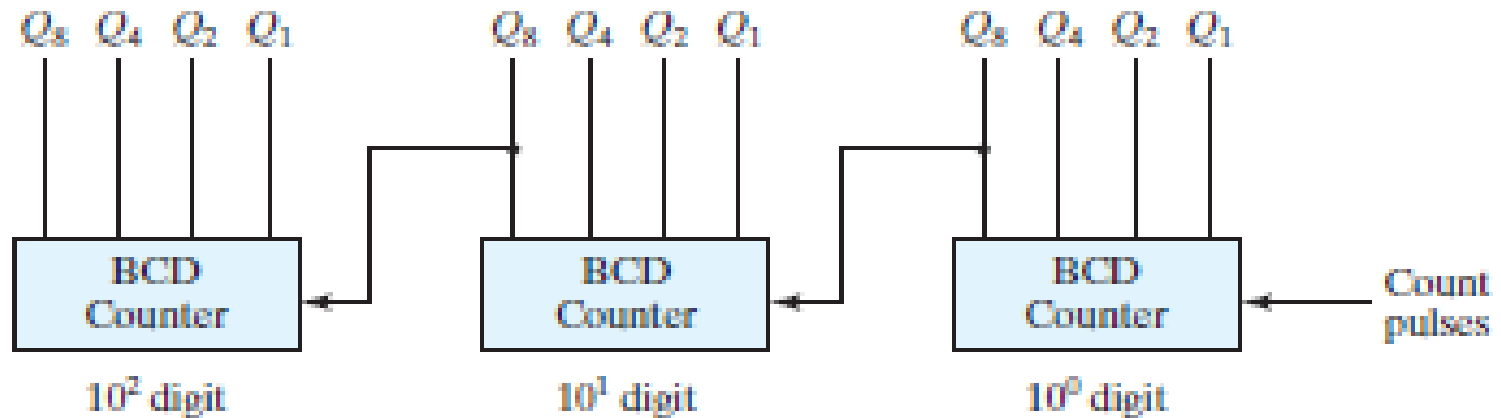 Q₈ Q₄ Q₂ Q₁ Q₈ Q₄ Q₂ Q₁ Q₈ Q₄ Q₂ Q₁
BCD
Counter
BCD
Counter
BCD
Counter
Count
pulses
10² digit
10¹ digit
10⁰ digit